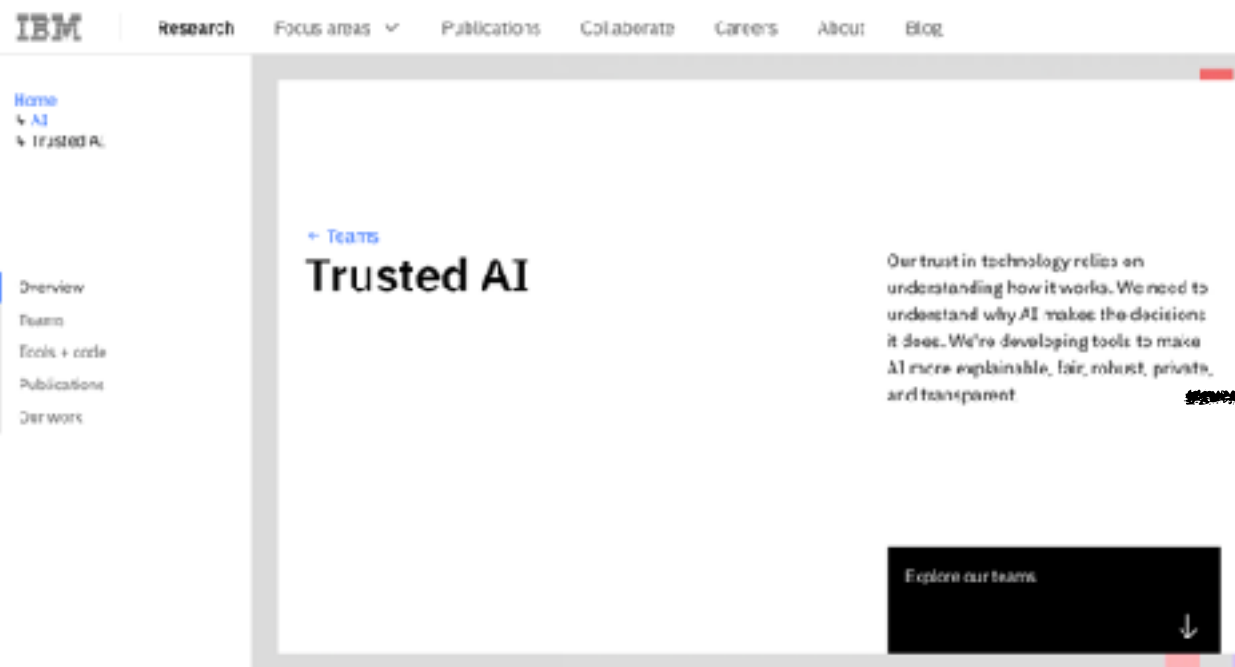 IBM
Research Focus areas Publications Collaborate Careers About Blog
Home
↳ AI
↳ Trusted AI
Overview
Teams
Tools + code
Publications
Our work
← Teams
Trusted AI
Our trust in technology relies on
understanding how it works. We need to
understand why AI makes the decisions
it does. We're developing tools to make
AI more explainable, fair, robust, private,
and transparent.
Explore our teams